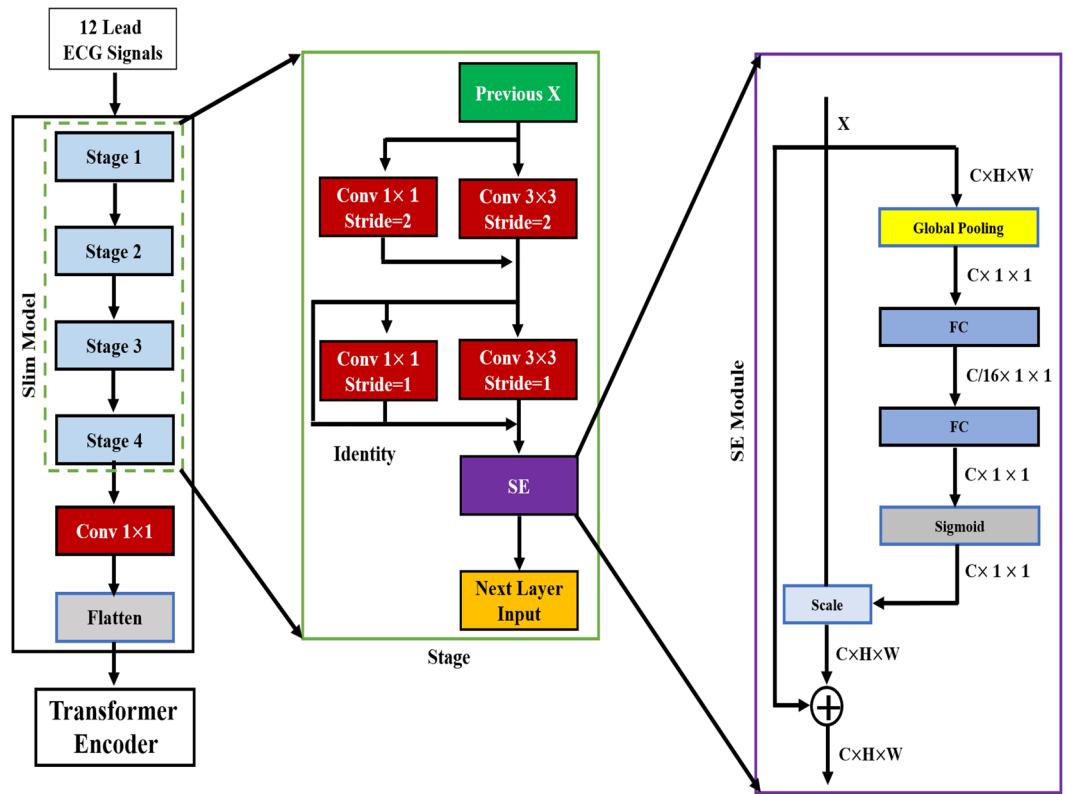 12 Lead
ECG Signals
Slim Model
Stage 1
Stage 2
Stage 3
Stage 4
Conv 1×1
Flatten
Transformer
Encoder
Previous X
Conv 1× 1
Stride=2
Conv 3×3
Stride=2
Conv 1× 1
Stride=1
Conv 3×3
Stride=1
Identity
SE
Next Layer
Input
Stage
SE Module
X
C×H×W
Global Pooling
C× 1 × 1
FC
C/16× 1 × 1
FC
C× 1 × 1
Sigmoid
C× 1 × 1
Scale
C×H×W
+
C×H×W